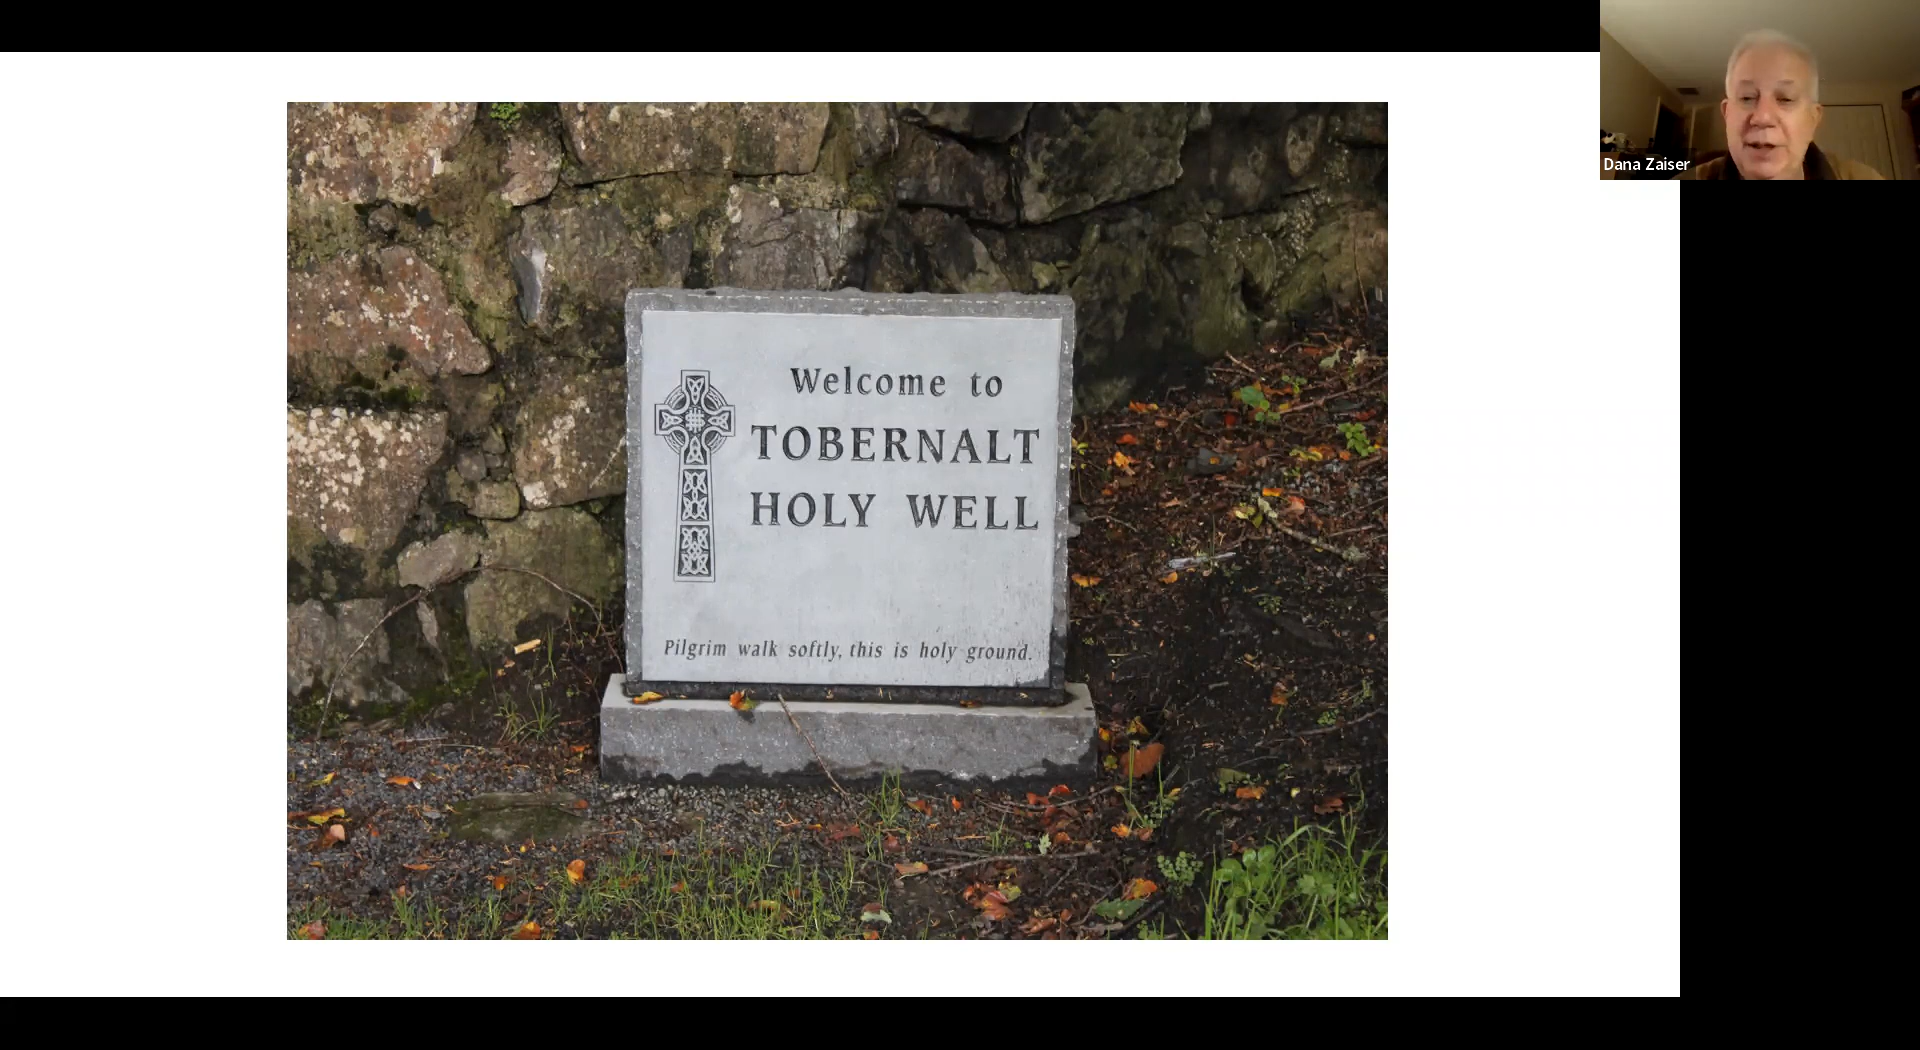 Welcome to
TOBERNALT
HOLY WELL
Pilgrim walk softly, this is holy ground.
Dana Zaiser